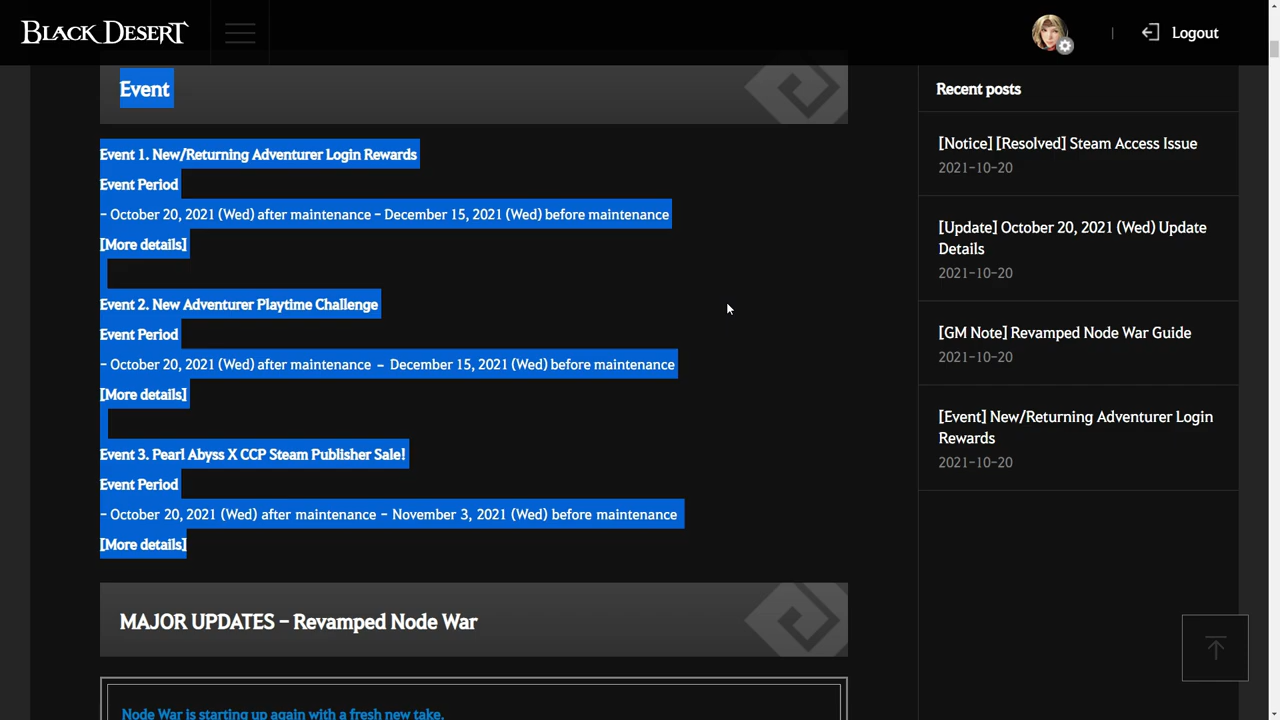 BLACK DESERT
Logout
Event
Event 1. New/Returning Adventurer Login Rewards
Event Period
- October 20, 2021 (Wed) after maintenance - December 15, 2021 (Wed) before maintenance
[More details]
Event 2. New Adventurer Playtime Challenge
Event Period
- October 20, 2021 (Wed) after maintenance - December 15, 2021 (Wed) before maintenance
[More details]
Event 3. Pearl Abyss X CCP Steam Publisher Sale!
Event Period
- October 20, 2021 (Wed) after maintenance - November 3, 2021 (Wed) before maintenance
[More details]
MAJOR UPDATES - Revamped Node War
Node War is starting up again with a fresh new take.
Recent posts
[Notice] [Resolved] Steam Access Issue
2021-10-20
[Update] October 20, 2021 (Wed) Update
Details
2021-10-20
[GM Note] Revamped Node War Guide
2021-10-20
[Event] New/Returning Adventurer Login
Rewards
2021-10-20